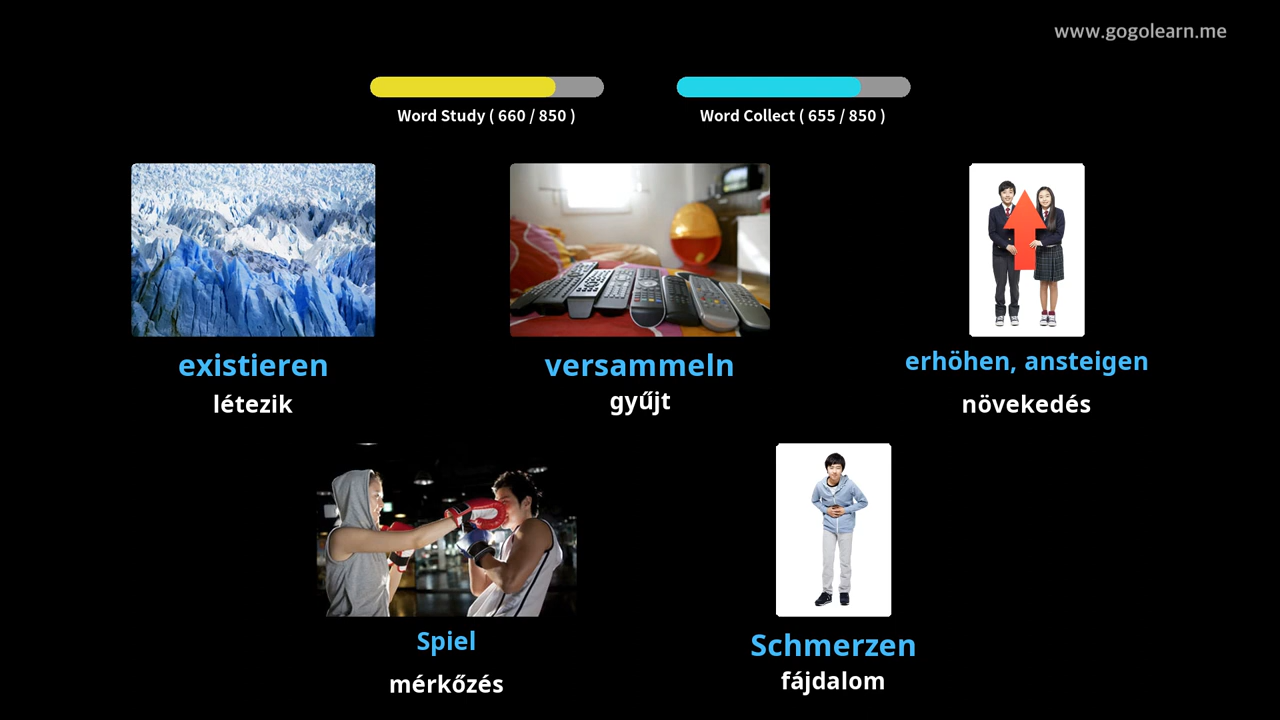 www.gogolearn.me
Word Study ( 660 / 850 )
Word Collect ( 655 / 850 )
existieren
létezik
versammeln
gyűjt
erhöhen, ansteigen
növekedés
Spiel
mérkőzés
Schmerzen
fájdalom